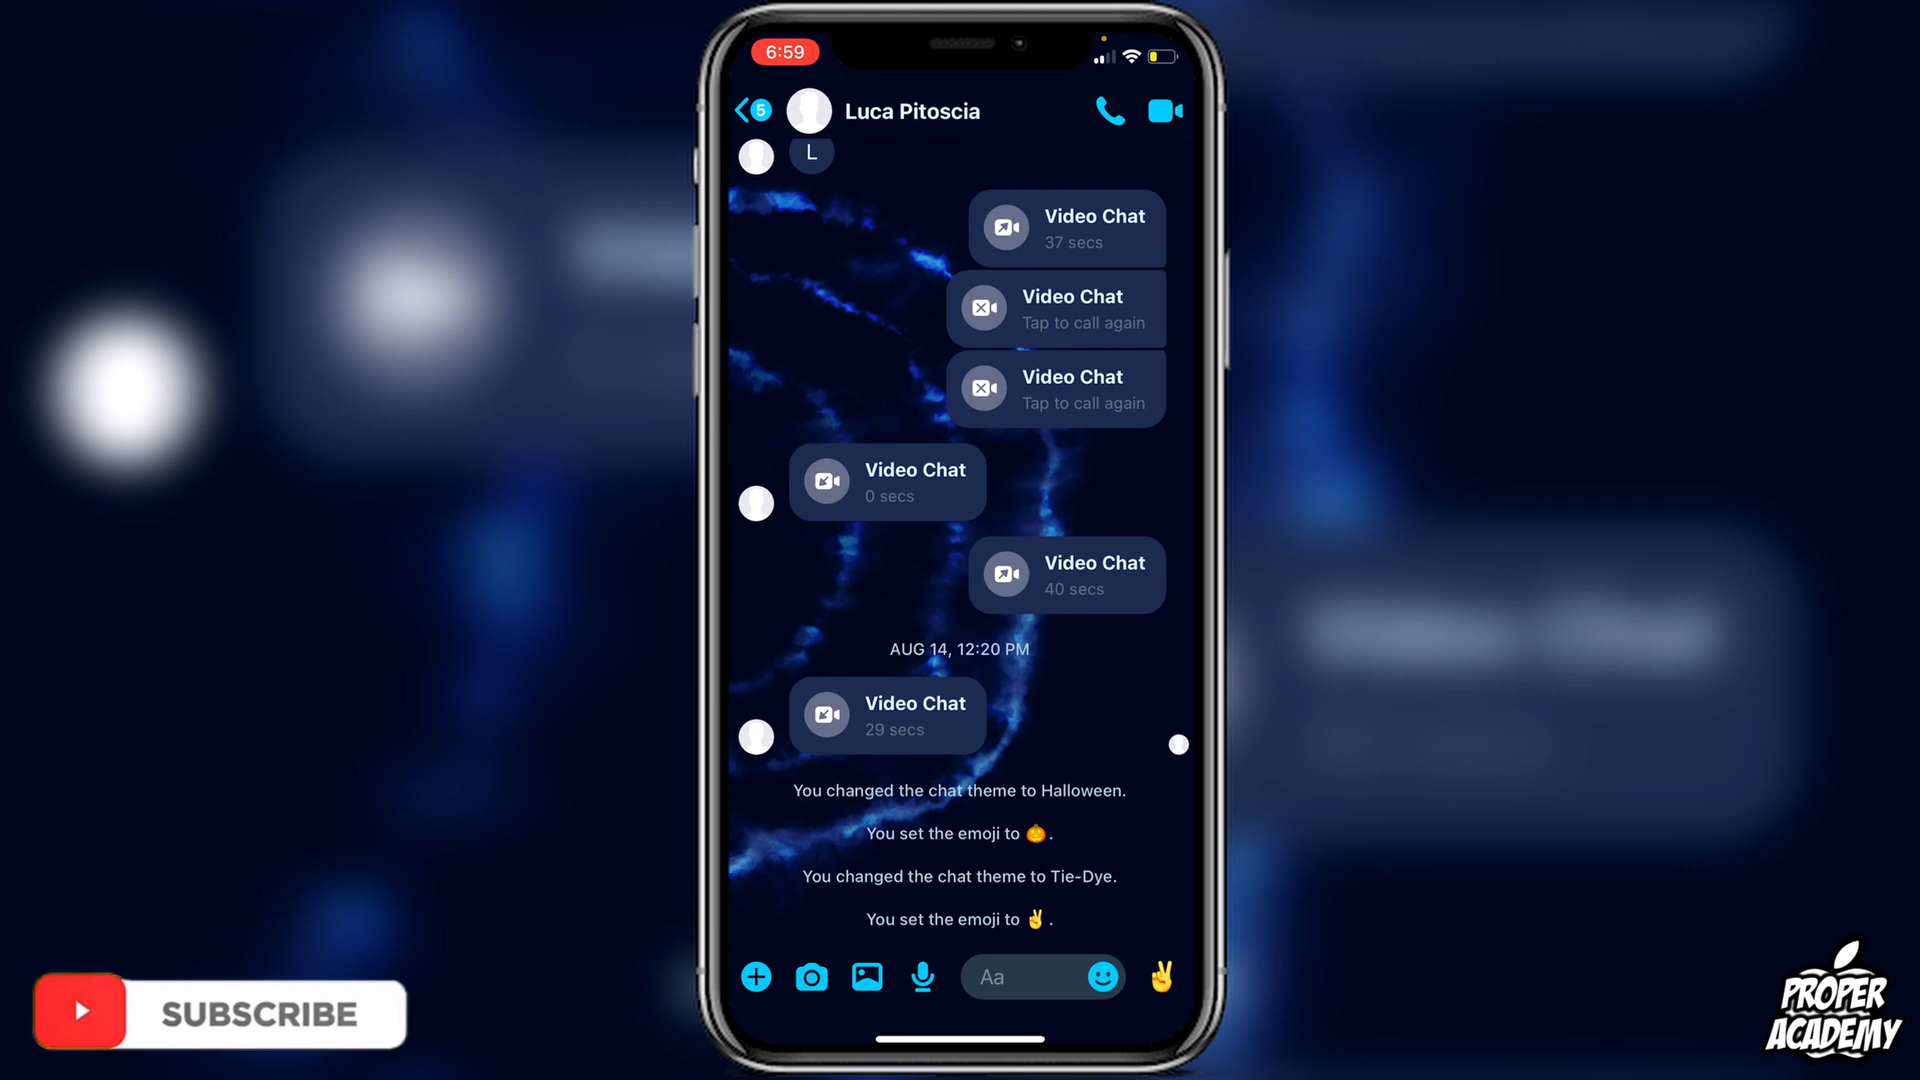 6:59
5
Luca Pitoscia
L
Video Chat
37 secs
Video Chat
Tap to call again
Video Chat
Tap to call again
Video Chat
0 secs
Video Chat
40 secs
AUG 14, 12:20 PM
Video Chat
29 secs
You changed the chat theme to Halloween.
You set the emoji to 🎃.
You changed the chat theme to Tie-Dye.
You set the emoji to ✌.
Aa
SUBSCRIBE
PROPER
ACADEMY